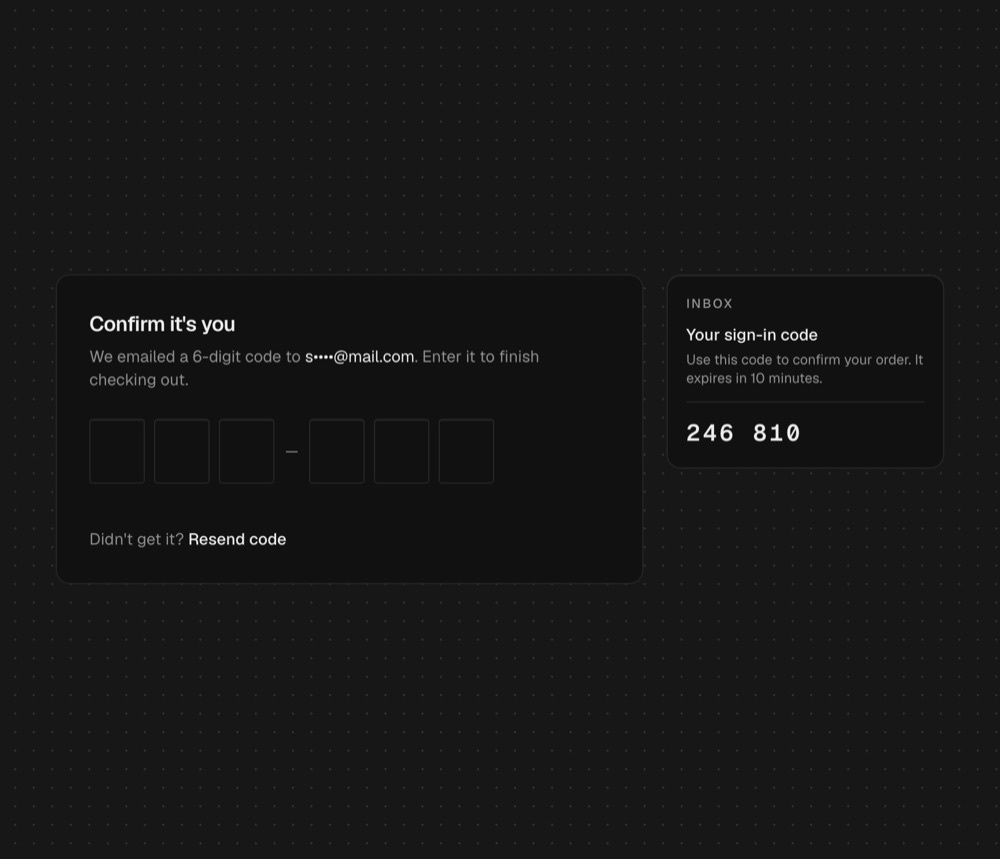 Confirm it's you
We emailed a 6-digit code to s••••@mail.com. Enter it to finish
checking out.
–
Didn't get it? Resend code
INBOX
Your sign-in code
Use this code to confirm your order. It
expires in 10 minutes.
246 810